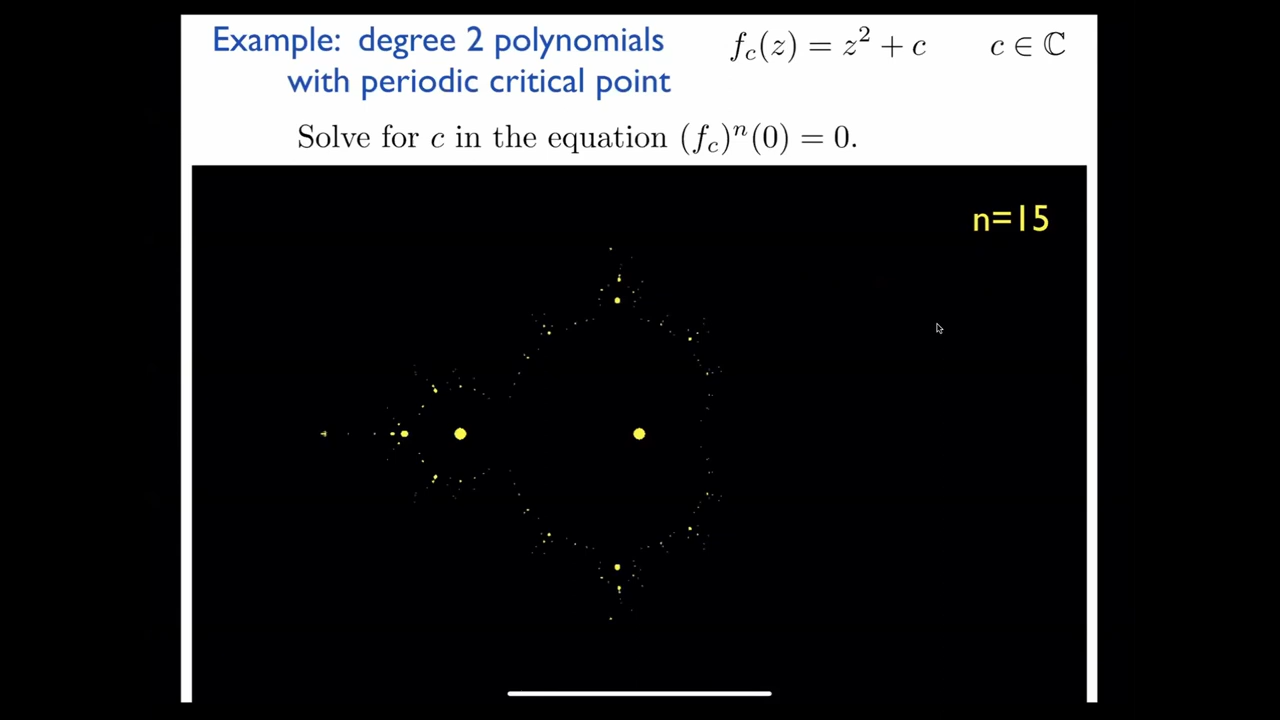 Example: degree 2 polynomials $f_c(z) = z^2 + c$ $c \in \mathbb{C}$
with periodic critical point
Solve for $c$ in the equation $(f_c)^n(0) = 0$.
n=15